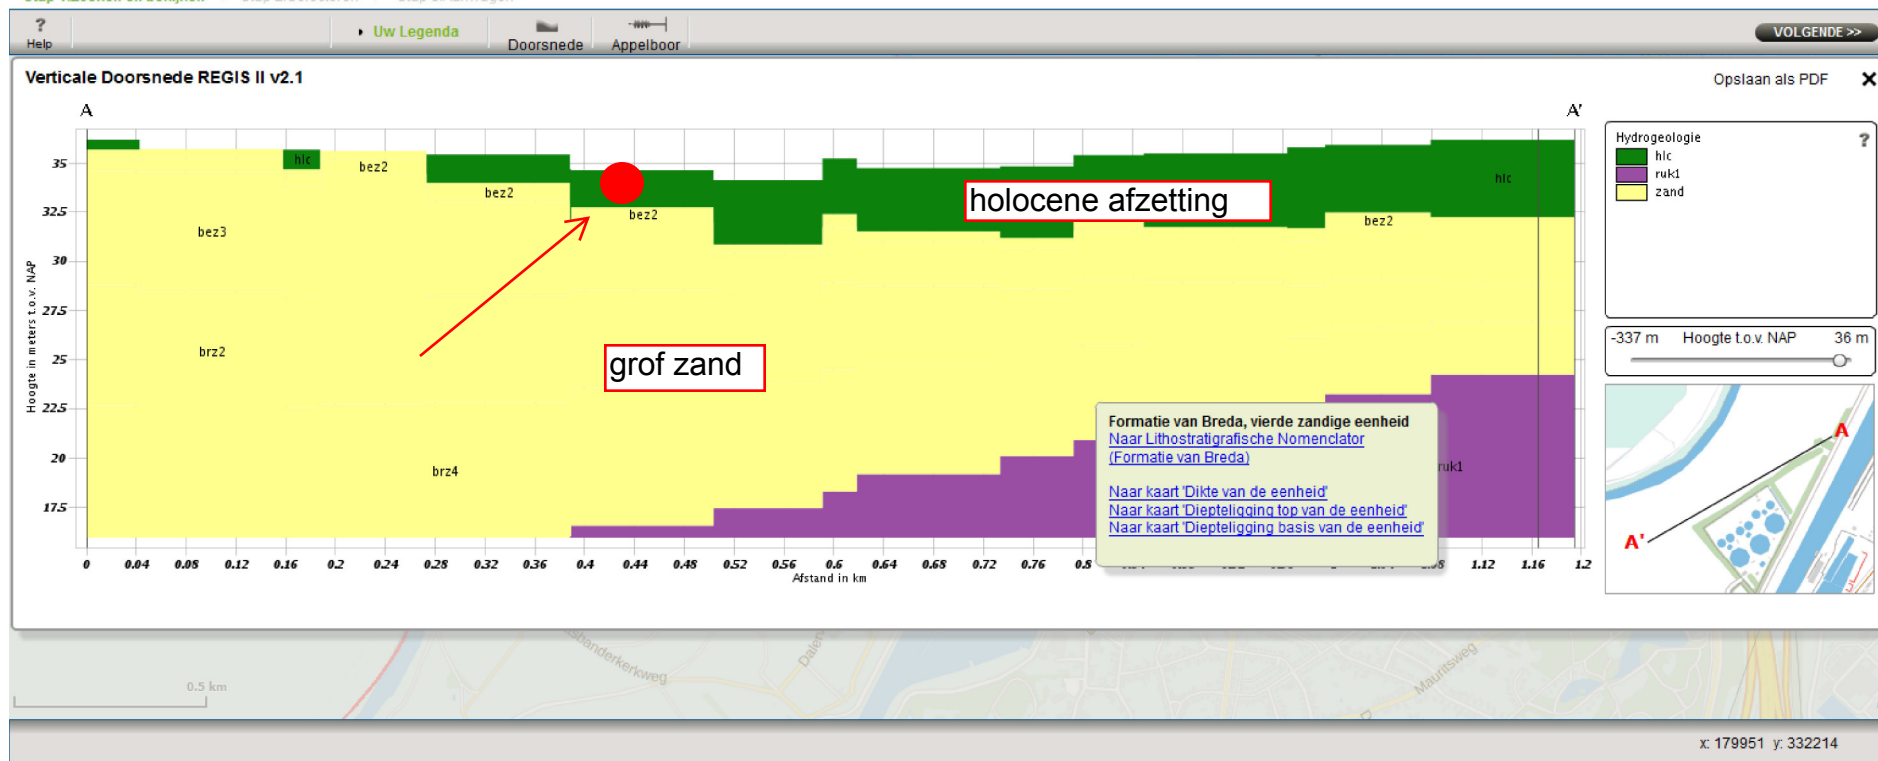 ?
Help
Uw Legenda
Doorsnede
Appelboor
VOLGENDE >>
Verticale Doorsnede REGIS II v2.1
Opslaan als PDF
A
A'
Hoogte in meters t.o.v. NAP
35
32.5
30
27.5
25
22.5
20
17.5
hlc
bez2
bez2
bez2
bez2
bez3
brz2
brz4
hlc
ruk1
holocene afzetting
grof zand
Formatie van Breda, vierde zandige eenheid
Naar Lithostratigrafische Nomenclator
(Formatie van Breda)
Naar kaart 'Dikte van de eenheid'
Naar kaart 'Diepteligging top van de eenheid'
Naar kaart 'Diepteligging basis van de eenheid'
0 0.04 0.08 0.12 0.16 0.2 0.24 0.28 0.32 0.36 0.4 0.44 0.48 0.52 0.56 0.6 0.64 0.68 0.72 0.76 1.12 1.16 1.2
Afstand in km
Hydrogeologie
?
hlc
ruk1
zand
-337 m Hoogte t.o.v. NAP 36 m
A
A'
Mauritsweg
0.5 km
x: 179951 y: 332214